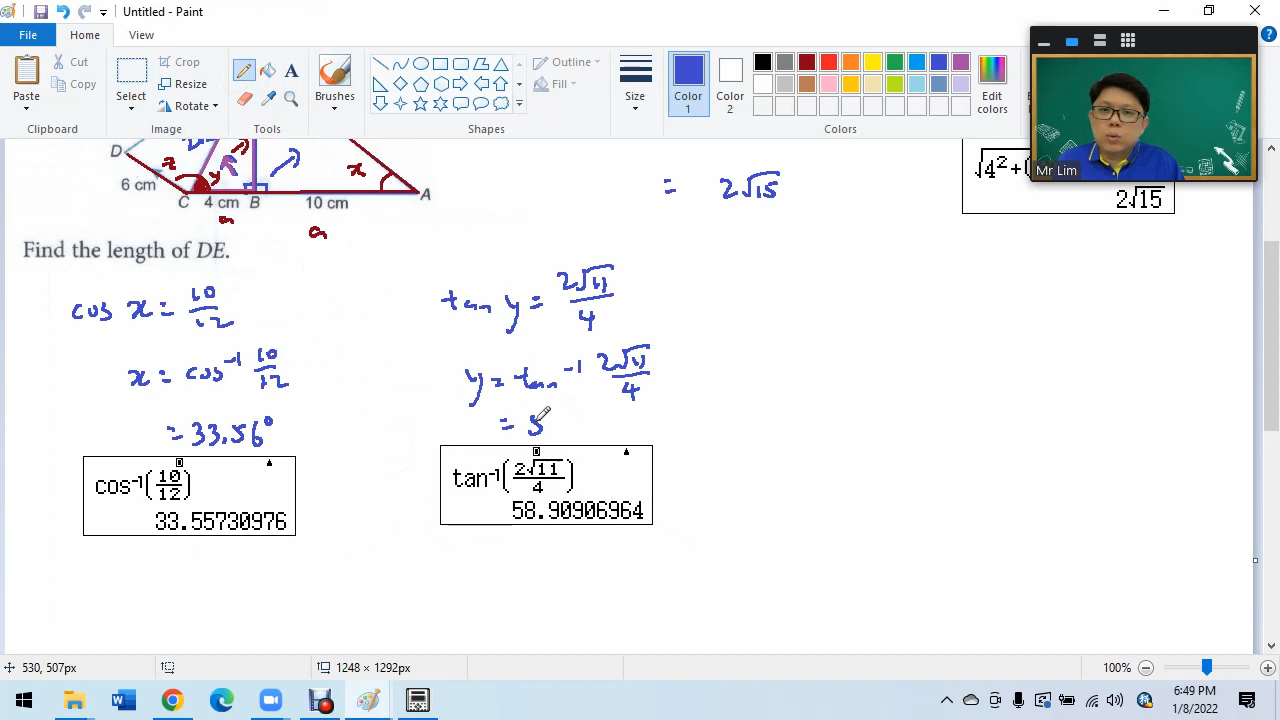 Untitled - Paint
File
Home
View
Paste
Cut
Copy
Clipboard
Select
Crop
Resize
Rotate
Image
A
Tools
Brushes
Shapes
Outline
Fill
Size
Color 1
Color 2
Colors
Edit colors
Mr Lim
D
z
y
x
6 cm
C
4 cm
B
10 cm
A
a
a
= 2√15
√4²+(
2√15
Find the length of DE.
cos x = 10/12
x = cos⁻¹ 10/12
= 33.56°
cos⁻¹(10/12)
33.55730976
tan y = 2√11/4
y = tan⁻¹ 2√11/4
= 5
tan⁻¹(2√11/4)
58.90906964
530, 507px
1248 × 1292px
100%
6:49 PM
1/8/2022